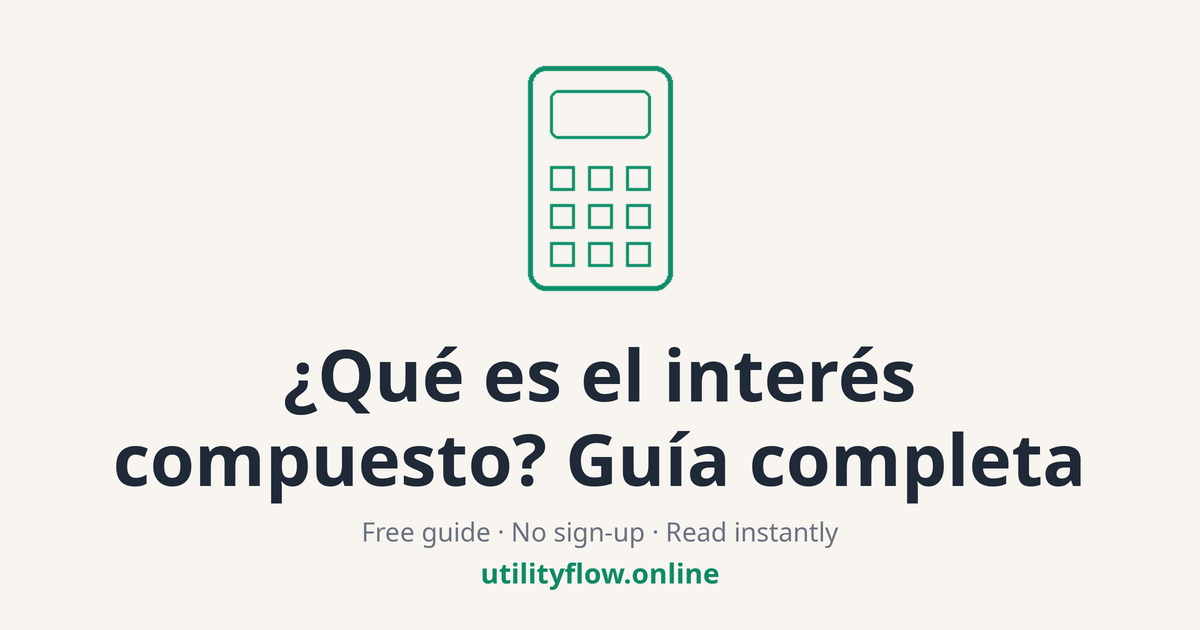 ¿Qué es el interés
compuesto? Guía completa
Free guide · No sign-up · Read instantly
utilityflow.online